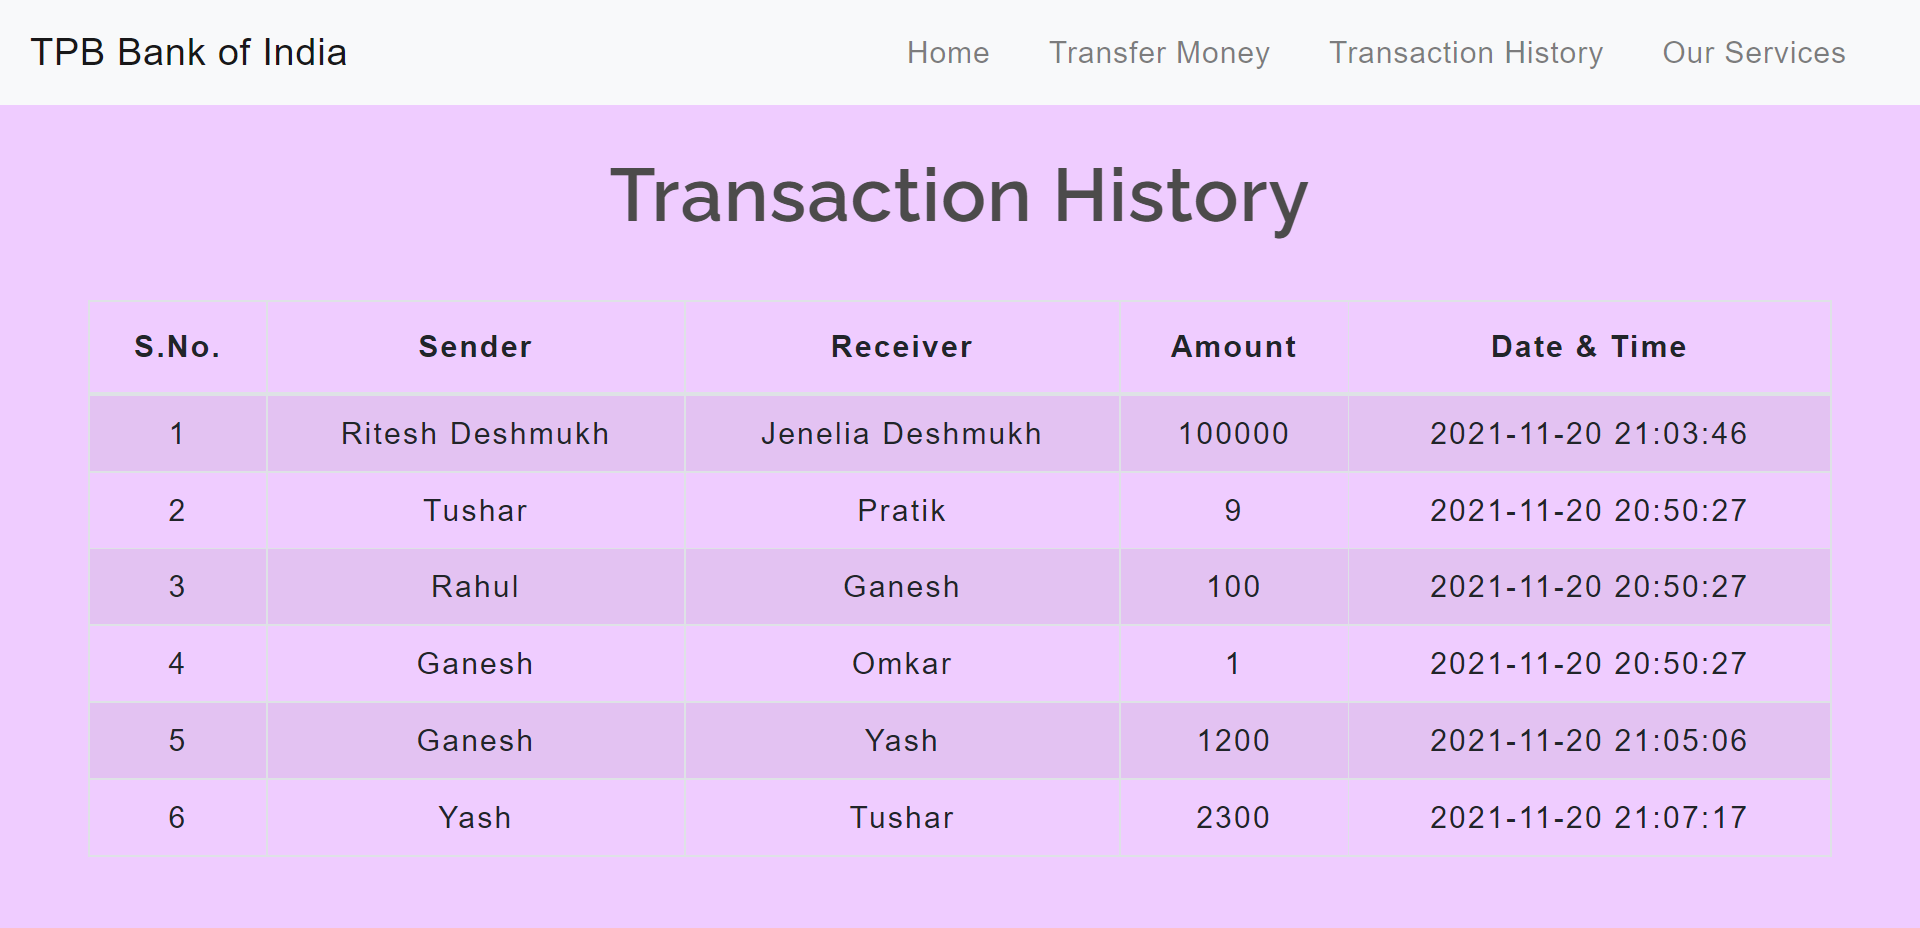 TPB Bank of India Home Transfer Money Transaction History Our Services
Transaction History
S.No. Sender Receiver Amount Date & Time
1 Ritesh Deshmukh Jenelia Deshmukh 100000 2021-11-20 21:03:46
2 Tushar Pratik 9 2021-11-20 20:50:27
3 Rahul Ganesh 100 2021-11-20 20:50:27
4 Ganesh Omkar 1 2021-11-20 20:50:27
5 Ganesh Yash 1200 2021-11-20 21:05:06
6 Yash Tushar 2300 2021-11-20 21:07:17